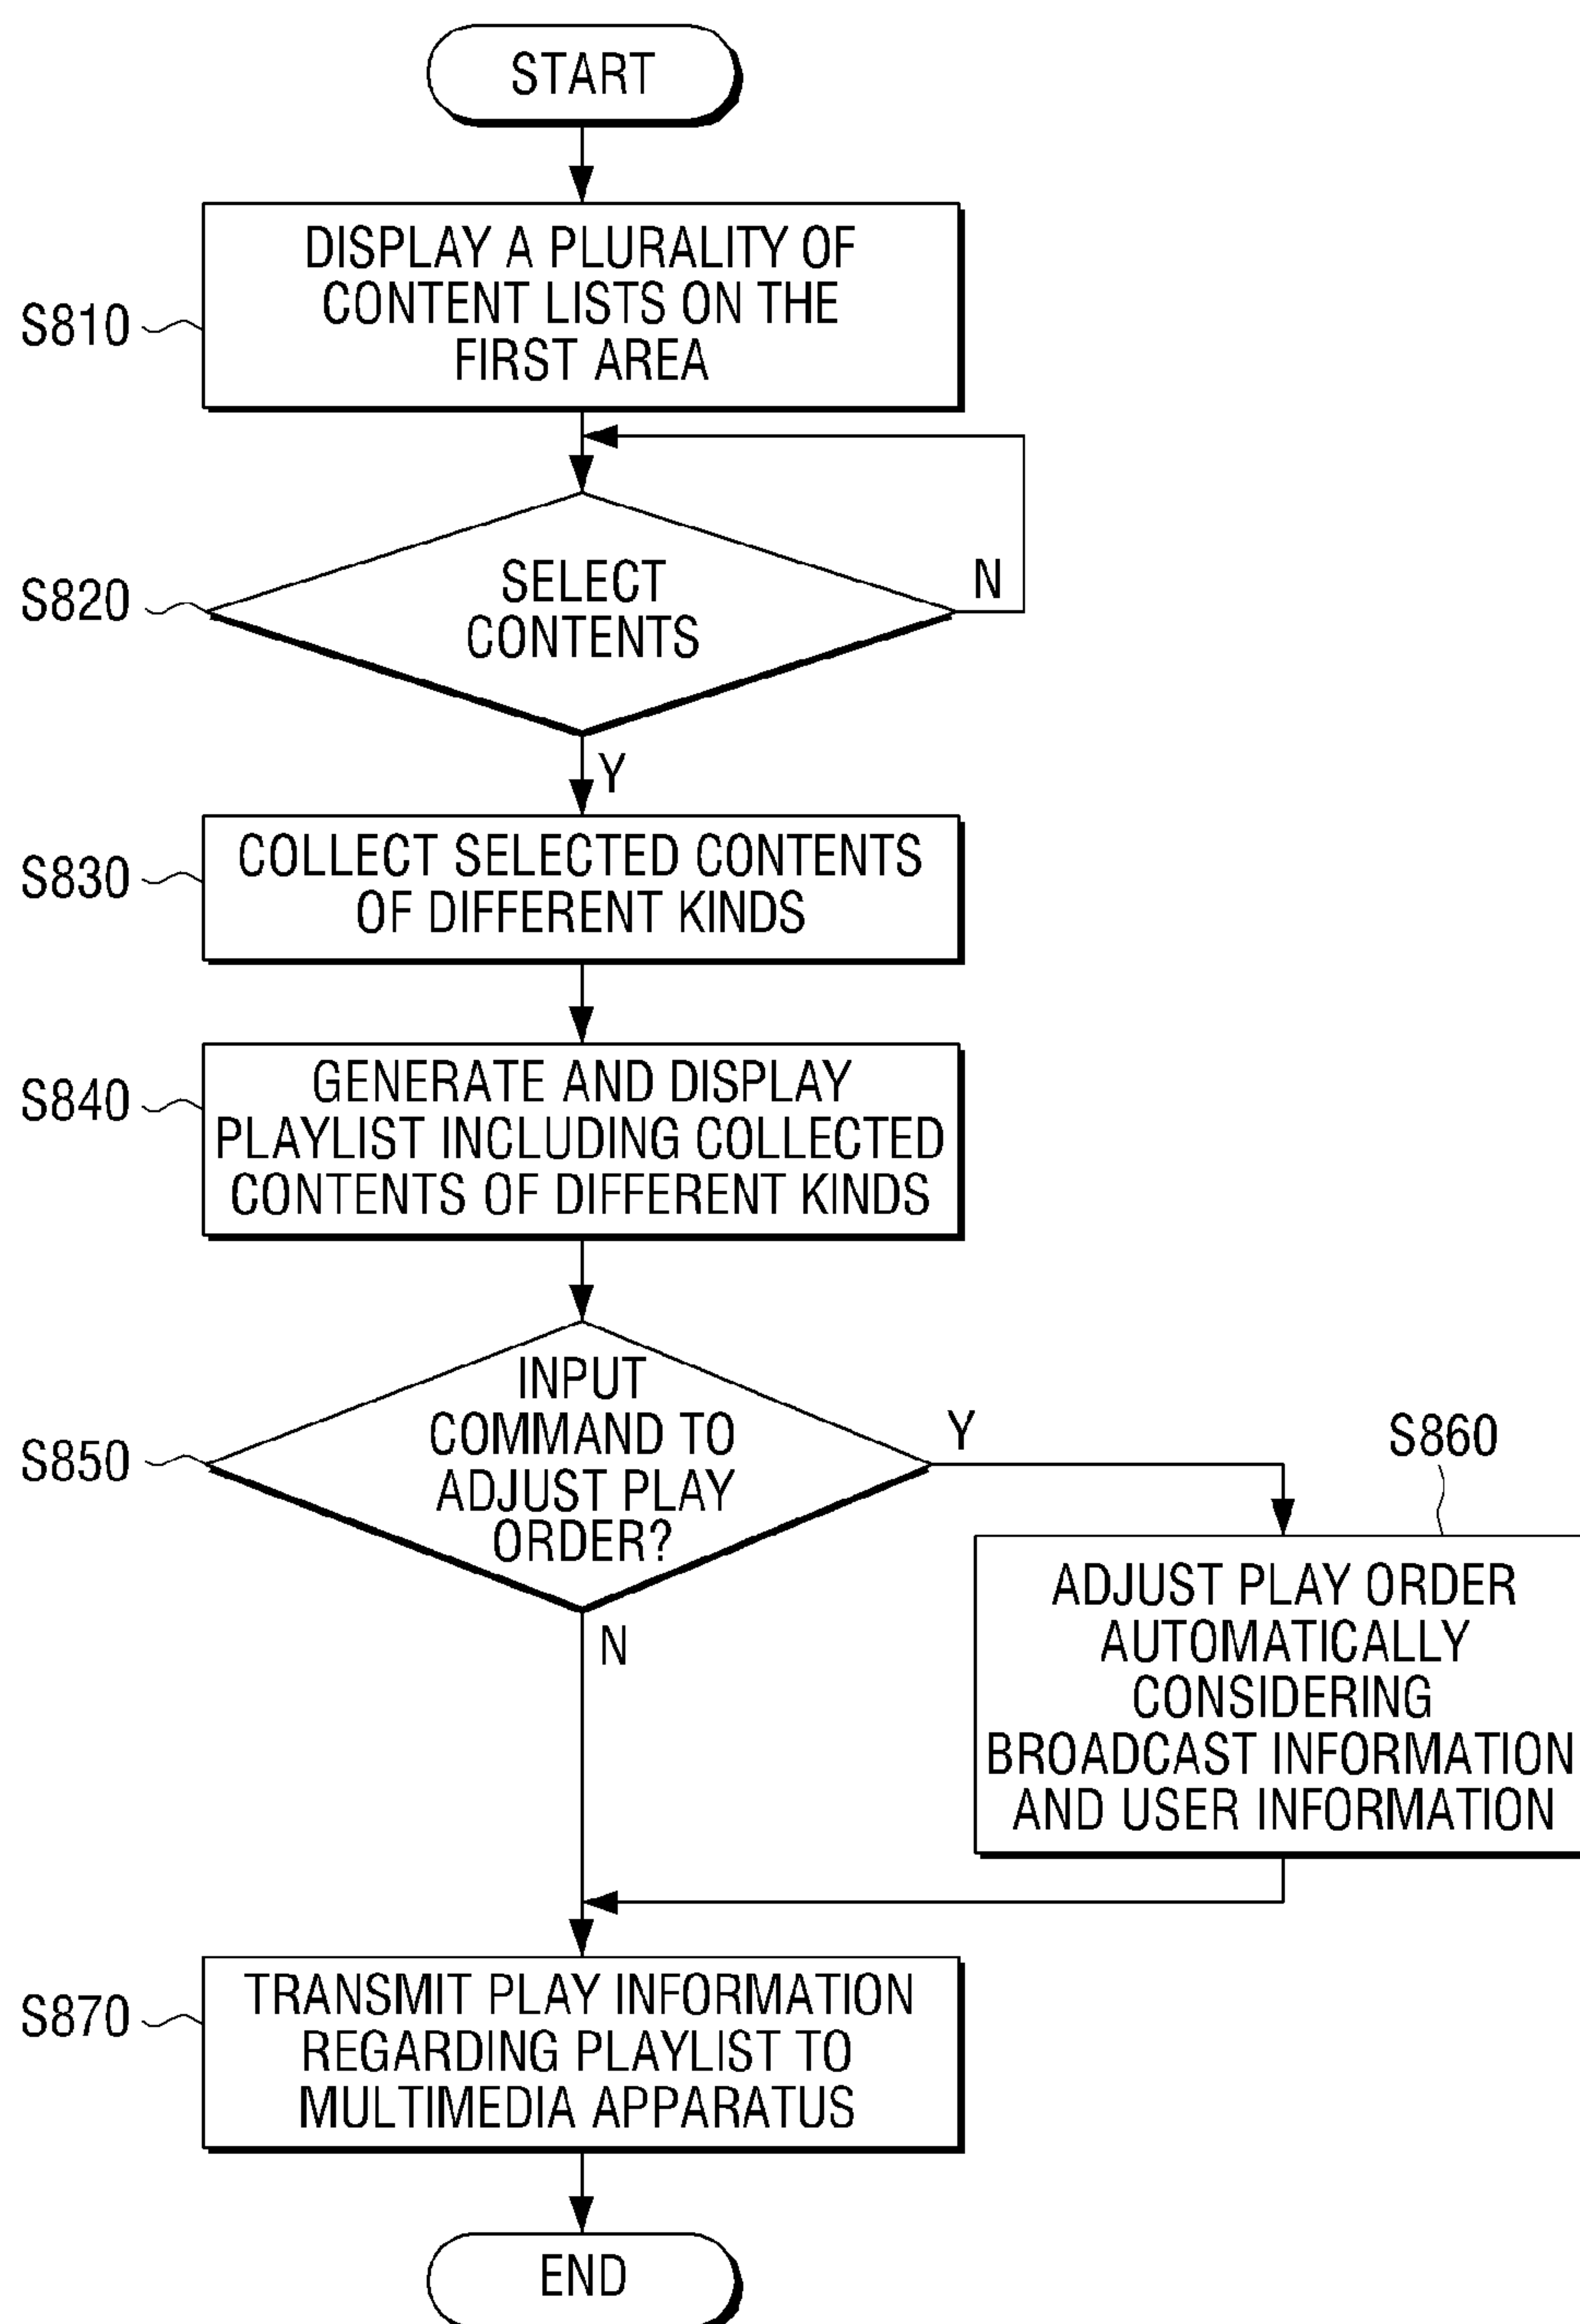 START
DISPLAY A PLURALITY OF
CONTENT LISTS ON THE
FIRST AREA
S810
SELECT
CONTENTS
S820
N
Y
COLLECT SELECTED CONTENTS
OF DIFFERENT KINDS
S830
GENERATE AND DISPLAY
PLAYLIST INCLUDING COLLECTED
CONTENTS OF DIFFERENT KINDS
S840
INPUT
COMMAND TO
ADJUST PLAY
ORDER?
S850
Y
S860
ADJUST PLAY ORDER
AUTOMATICALLY
CONSIDERING
BROADCAST INFORMATION
AND USER INFORMATION
N
TRANSMIT PLAY INFORMATION
REGARDING PLAYLIST TO
MULTIMEDIA APPARATUS
S870
END